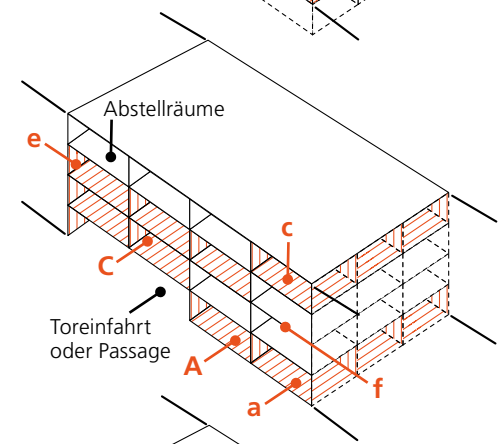 Abstellräume
e
c
C
Toreinfahrt
oder Passage
A
f
a